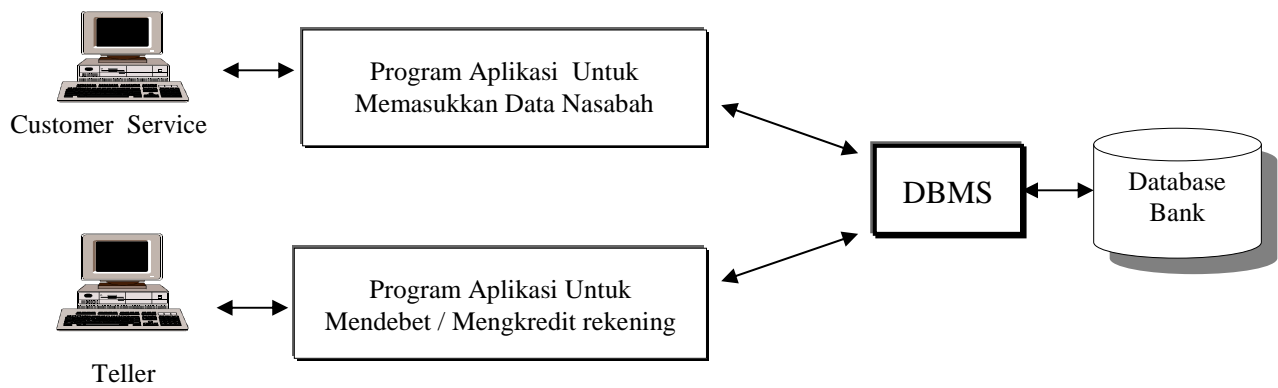 Program Aplikasi Untuk
Memasukkan Data Nasabah
Customer Service
DBMS
Database
Bank
Program Aplikasi Untuk
Mendebet / Mengkredit rekening
Teller